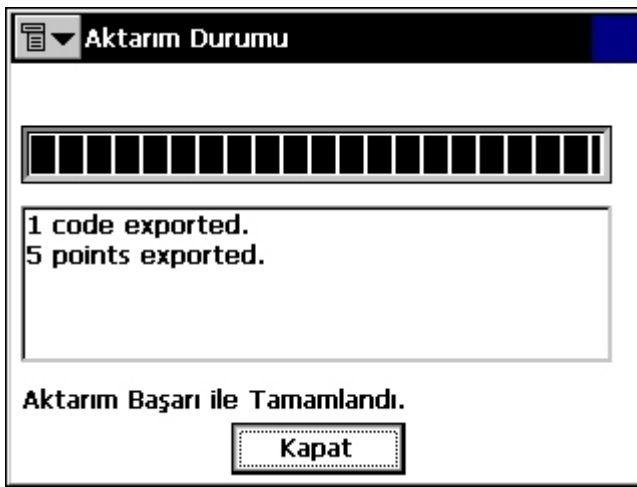 Aktarım Durumu
1 code exported.
5 points exported.
Aktarım Başarı ile Tamamlandı.
Kapat